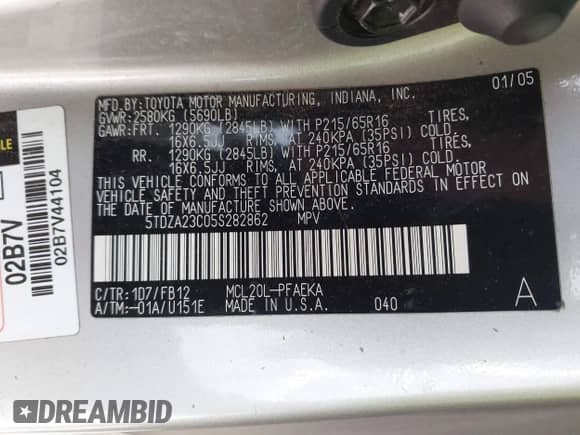 MFD.BY:TOYOTA MOTOR MANUFACTURING, INDIANA, INC. 01/05
GVWR:2580KG (5690LB)
GAWR:FRT. 1290KG (2845LB) WITH P215/65R16 TIRES,
16X6.5JJ RIMS, AT 240KPA (35PSI) COLD.
RR. 1290KG (2845LB) WITH P215/65R16 TIRES,
16X6.5JJ RIMS, AT 240KPA (35PSI) COLD.
THIS VEHICLE CONFORMS TO ALL APPLICABLE FEDERAL MOTOR
VEHICLE SAFETY AND THEFT PREVENTION STANDARDS IN EFFECT ON
THE DATE OF MANUFACTURE SHOWN ABOVE.
5TDZA23C05S282862 MPV
C/TR:1D7/FB12 MCL20L-PFAEKA
A/TM:-01A/U151E MADE IN U.S.A. 040
A
02B7V
02B7V44104
DREAMBID